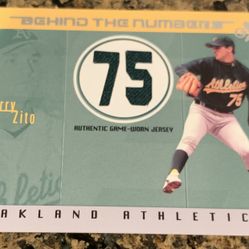 BEHIND THE NUMBERS
75
rry
Zito
AUTHENTIC GAME-WORN JERSEY
Athletics
75
AKLAND ATHLETIC